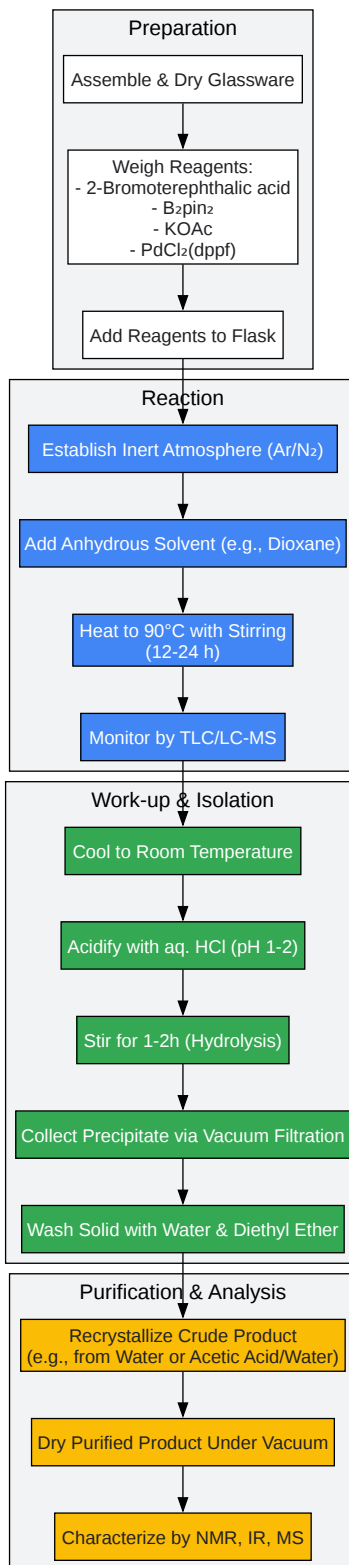 Preparation
Assemble & Dry Glassware
Weigh Reagents:
- 2-Bromoterephthalic acid
- B₂pin₂
- KOAc
- PdCl₂(dppf)
Add Reagents to Flask
Reaction
Establish Inert Atmosphere (Ar/N₂)
Add Anhydrous Solvent (e.g., Dioxane)
Heat to 90°C with Stirring
(12-24 h)
Monitor by TLC/LC-MS
Work-up & Isolation
Cool to Room Temperature
Acidify with aq. HCl (pH 1-2)
Stir for 1-2h (Hydrolysis)
Collect Precipitate via Vacuum Filtration
Wash Solid with Water & Diethyl Ether
Purification & Analysis
Recrystallize Crude Product
(e.g., from Water or Acetic Acid/Water)
Dry Purified Product Under Vacuum
Characterize by NMR, IR, MS